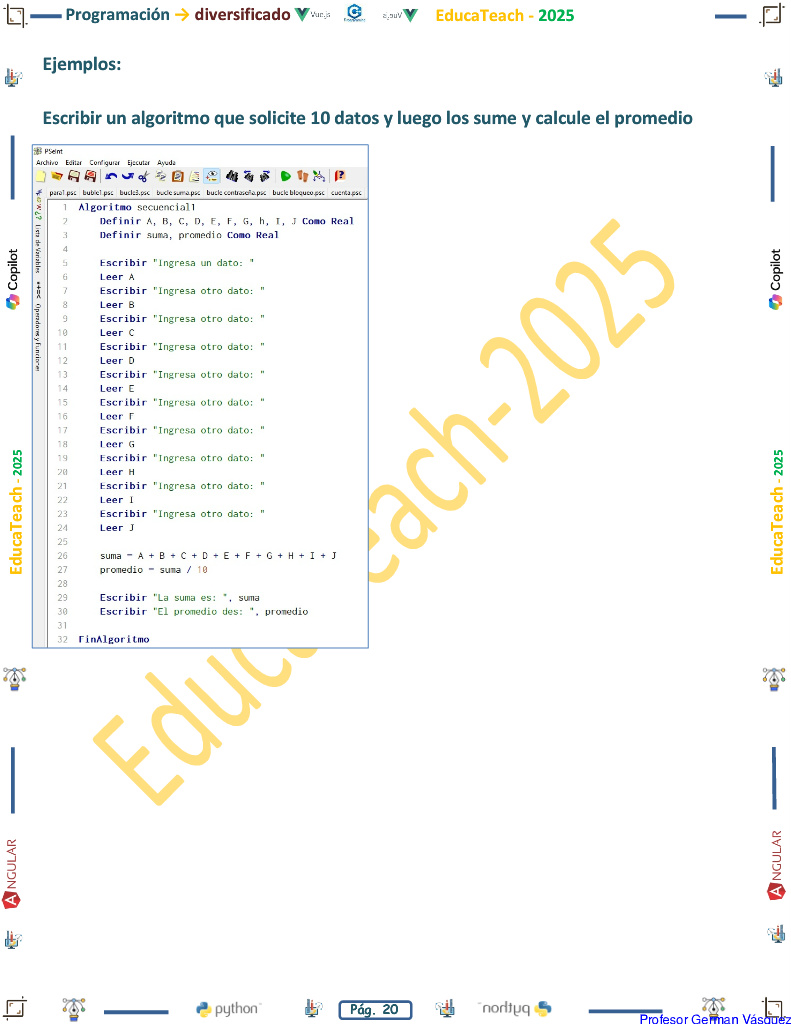 Programación → diversificado Vue.js EducaTeach - 2025
Ejemplos:
Escribir un algoritmo que solicite 10 datos y luego los sume y calcule el promedio
PSeInt
Archivo Editar Configurar Ejecutar Ayuda
para1.psc buble1.psc bucle3.psc bucle suma.psc bucle contraseña.psc bucle bloqueo.psc cuenta.psc
1 Algoritmo secuencial1
2 Definir A, B, C, D, E, F, G, h, I, J Como Real
3 Definir suma, promedio Como Real
4
5 Escribir "Ingresa un dato: "
6 Leer A
7 Escribir "Ingresa otro dato: "
8 Leer B
9 Escribir "Ingresa otro dato: "
10 Leer C
11 Escribir "Ingresa otro dato: "
12 Leer D
13 Escribir "Ingresa otro dato: "
14 Leer E
15 Escribir "Ingresa otro dato: "
16 Leer F
17 Escribir "Ingresa otro dato: "
18 Leer G
19 Escribir "Ingresa otro dato: "
20 Leer H
21 Escribir "Ingresa otro dato: "
22 Leer I
23 Escribir "Ingresa otro dato: "
24 Leer J
25
26 suma = A + B + C + D + E + F + G + H + I + J
27 promedio = suma / 10
28
29 Escribir "La suma es: ", suma
30 Escribir "El promedio des: ", promedio
31
32 FinAlgoritmo
Lista de Variables Operadores y Funciones
Educateach-2025
Copilot
EducaTeach - 2025
ANGULAR
Copilot
EducaTeach - 2025
ANGULAR
python Pág. 20 python
Profesor German Vásquez